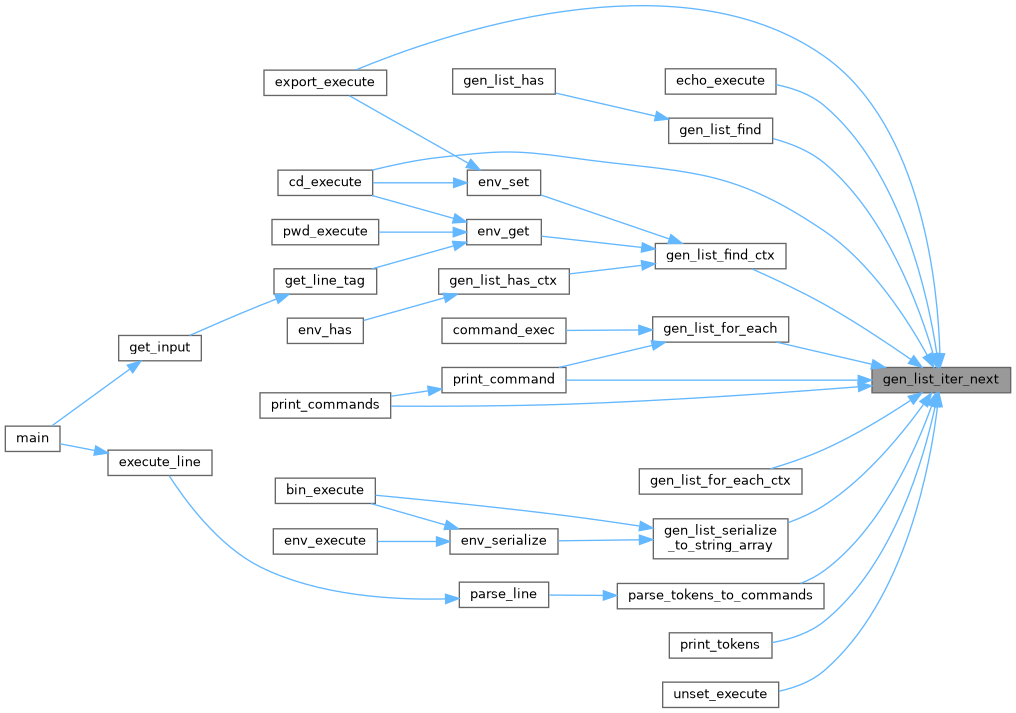 export_execute
gen_list_has
echo_execute
gen_list_find
cd_execute
env_set
pwd_execute
env_get
gen_list_find_ctx
get_line_tag
gen_list_has_ctx
env_has
command_exec
gen_list_for_each
get_input
print_command
gen_list_iter_next
print_commands
main
execute_line
gen_list_for_each_ctx
bin_execute
gen_list_serialize
_to_string_array
env_execute
env_serialize
parse_line
parse_tokens_to_commands
print_tokens
unset_execute